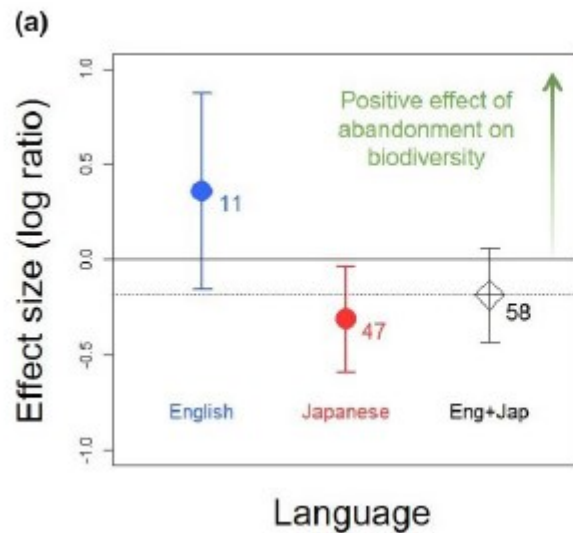 (a)
Effect size (log ratio)
1.0
0.5
0.0
-0.5
-1.0
Positive effect of
abandonment on
biodiversity
11
47
58
English
Japanese
Eng+Jap
Language